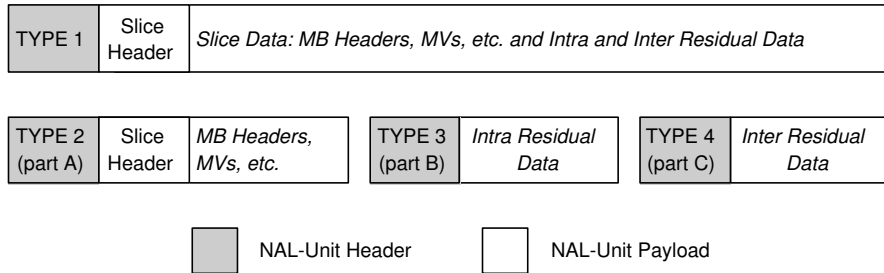 TYPE 1 Slice Header Slice Data: MB Headers, MVs, etc. and Intra and Inter Residual Data
TYPE 2 (part A) Slice Header MB Headers, MVs, etc.
TYPE 3 (part B) Intra Residual Data
TYPE 4 (part C) Inter Residual Data
NAL-Unit Header
NAL-Unit Payload